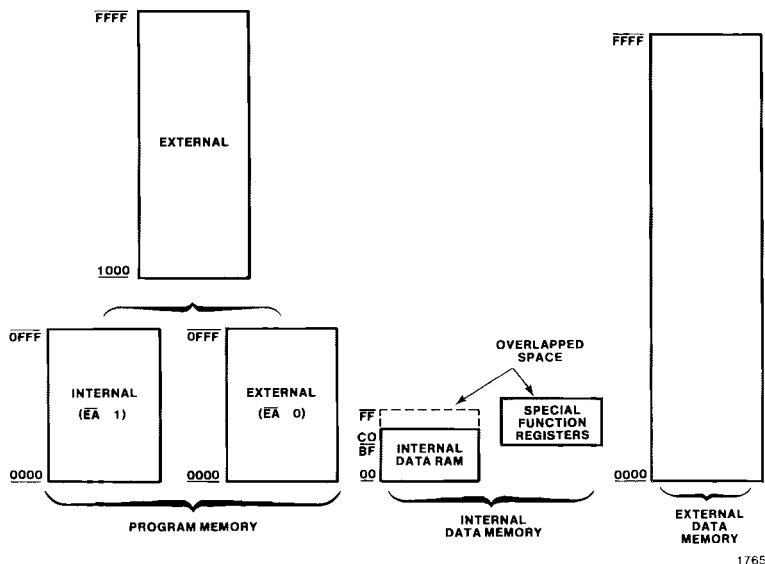 FFFF
EXTERNAL
1000
0FFF
INTERNAL
(EA 1)
0000
0FFF
EXTERNAL
(EA 0)
0000
PROGRAM MEMORY
OVERLAPPED
SPACE
FF
C0
BF
00
INTERNAL
DATA RAM
SPECIAL
FUNCTION
REGISTERS
INTERNAL
DATA MEMORY
FFFF
0000
EXTERNAL
DATA
MEMORY
1765